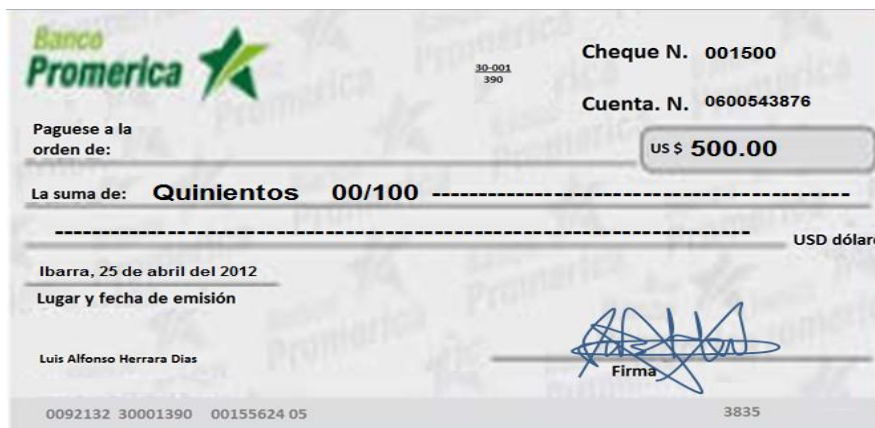 Banco
Promerica
Cheque N. 001500
30-001
390
Cuenta. N. 0600543876
Paguese a la
orden de:
US $ 500.00
La suma de: Quinientos 00/100 --------------------------------------------
--------------------------------------------------------------------------
USD dólare
Ibarra, 25 de abril del 2012
Lugar y fecha de emisión
Luis Alfonso Herrara Dias
Firma
0092132 30001390 00155624 05 3835